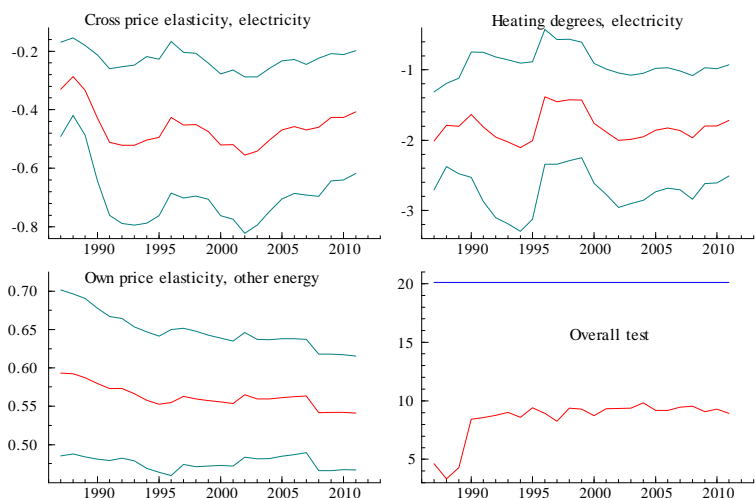 Cross price elasticity, electricity
-0.2
-0.4
-0.6
-0.8
1990 1995 2000 2005 2010
Heating degrees, electricity
-1
-2
-3
1990 1995 2000 2005 2010
Own price elasticity, other energy
0.70
0.65
0.60
0.55
0.50
1990 1995 2000 2005 2010
20
Overall test
15
10
5
1990 1995 2000 2005 2010